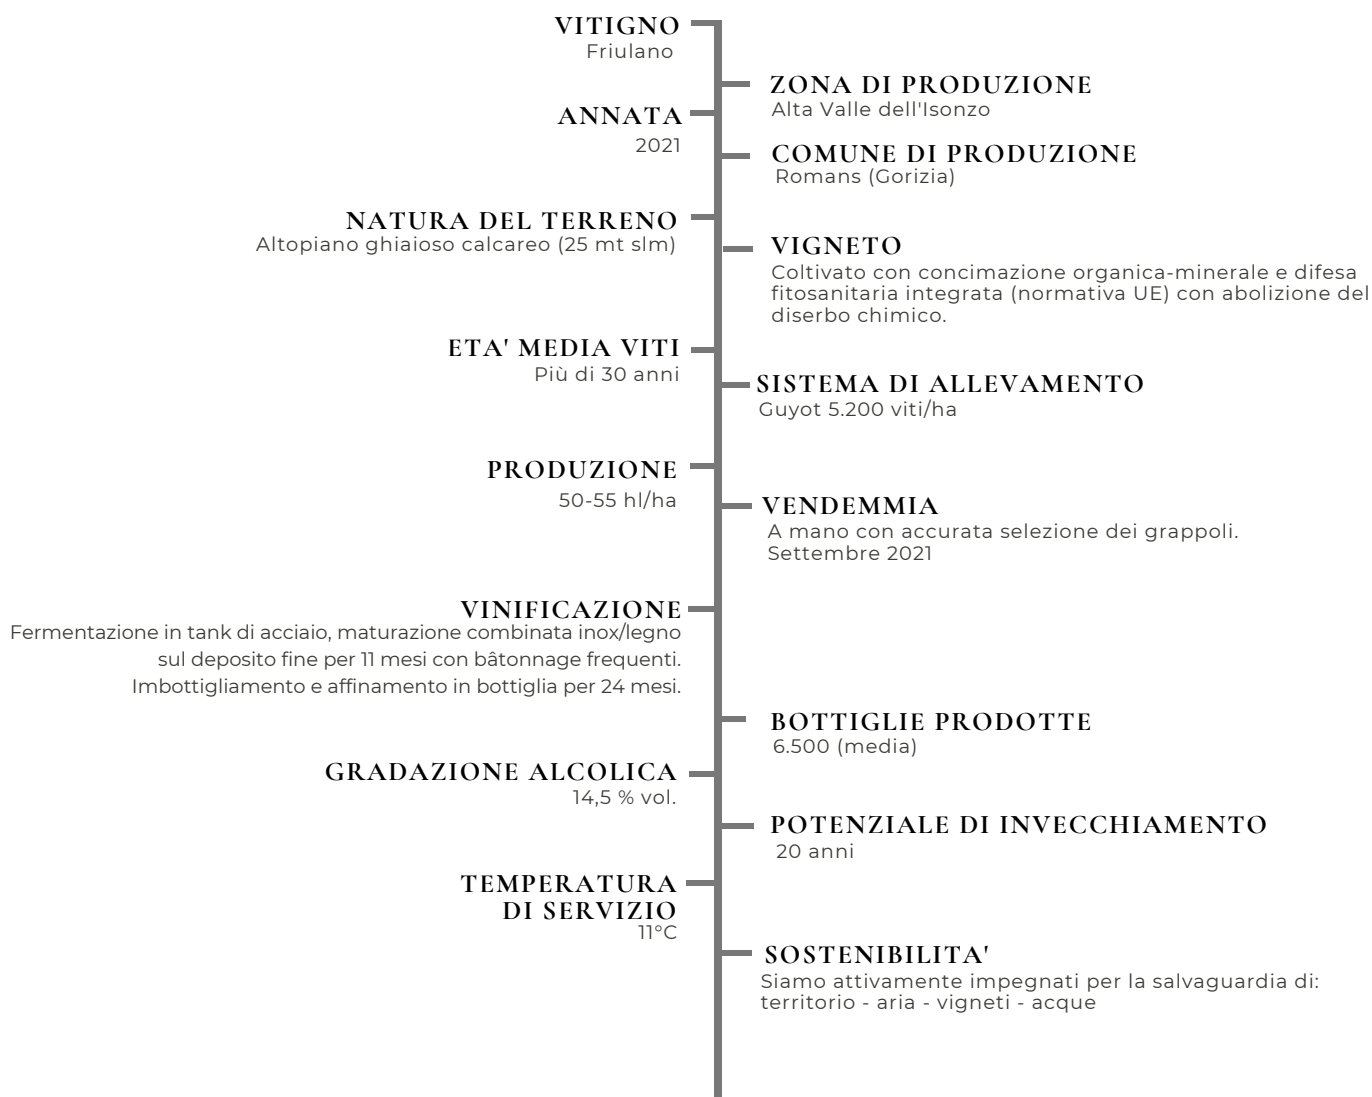 VITIGNO
Friulano
ZONA DI PRODUZIONE
Alta Valle dell'Isonzo
ANNATA
2021
COMUNE DI PRODUZIONE
Romans (Gorizia)
NATURA DEL TERRENO
Altopiano ghiaioso calcareo (25 mt slm)
VIGNETO
Coltivato con concimazione organica-minerale e difesa
fitosanitaria integrata (normativa UE) con abolizione del
diserbo chimico.
ETA' MEDIA VITI
Più di 30 anni
SISTEMA DI ALLEVAMENTO
Guyot 5.200 viti/ha
PRODUZIONE
50-55 hl/ha
VENDEMMIA
A mano con accurata selezione dei grappoli.
Settembre 2021
VINIFICAZIONE
Fermentazione in tank di acciaio, maturazione combinata inox/legno
sul deposito fine per 11 mesi con bâtonnage frequenti.
Imbottigliamento e affinamento in bottiglia per 24 mesi.
BOTTIGLIE PRODOTTE
6.500 (media)
GRADAZIONE ALCOLICA
14,5 % vol.
POTENZIALE DI INVECCHIAMENTO
20 anni
TEMPERATURA
DI SERVIZIO
11°C
SOSTENIBILITA'
Siamo attivamente impegnati per la salvaguardia di:
territorio - aria - vigneti - acque